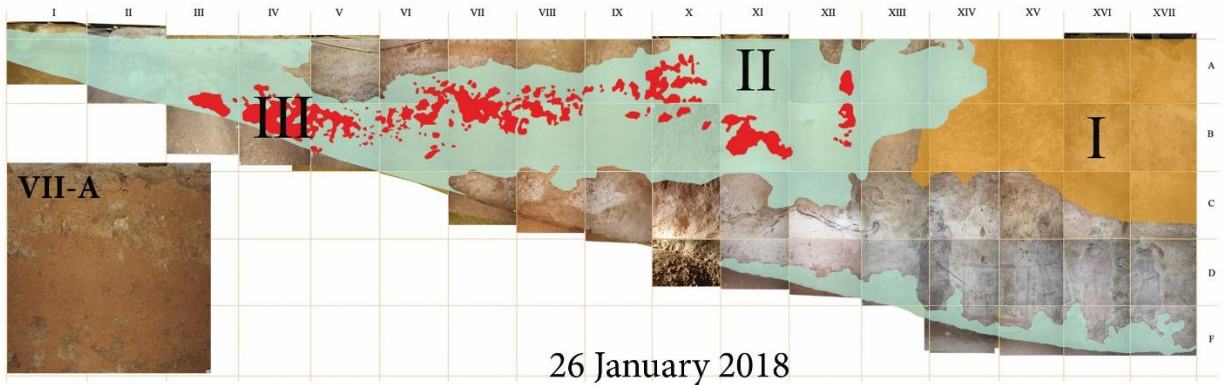 I II III IV V VI VII VIII IX X XI XII XIII XIV XV XVI XVII
A
II
III
B
I
VII-A
C
D
F
26 January 2018